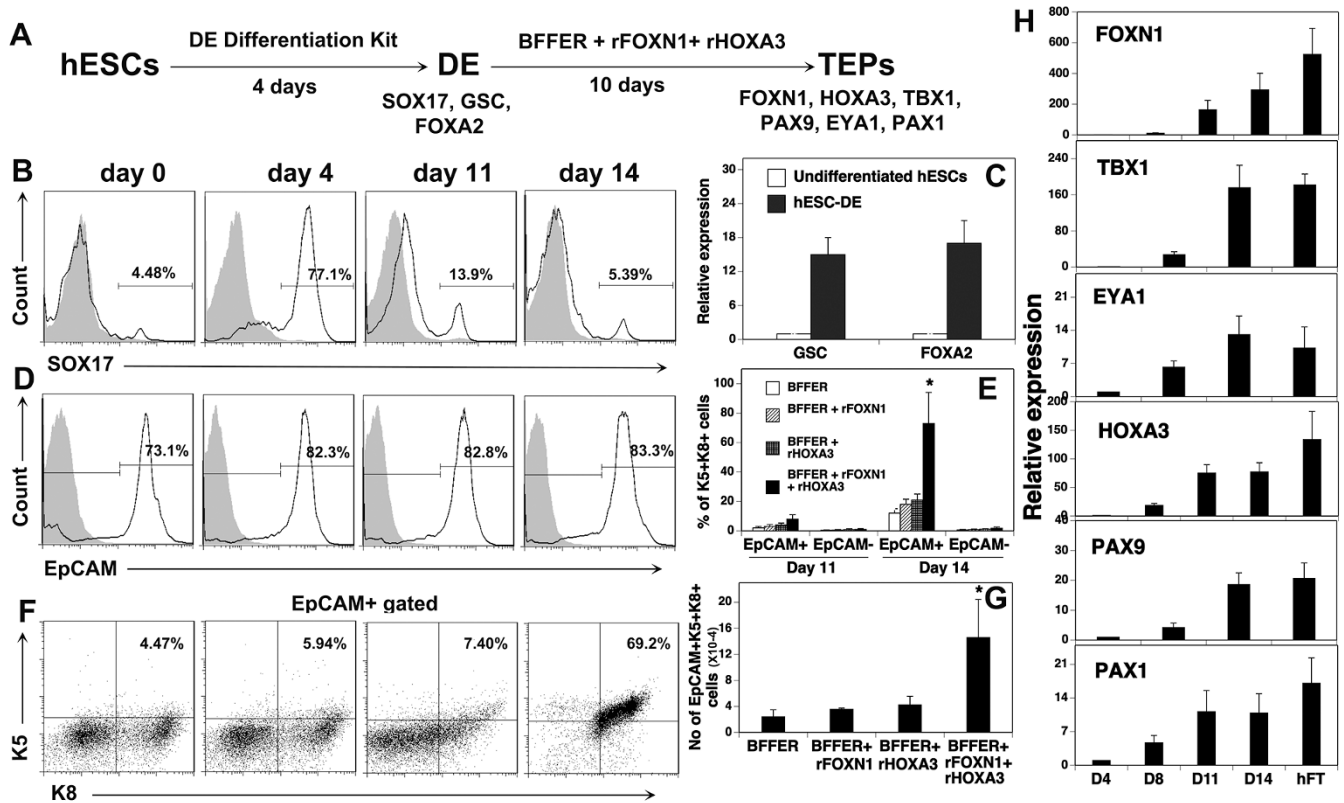 A
hESCs
DE Differentiation Kit
4 days
DE
SOX17, GSC,
FOXA2
BFFER + rFOXN1+ rHOXA3
10 days
TEPs
FOXN1, HOXA3, TBX1,
PAX9, EYA1, PAX1
B
day 0
day 4
day 11
day 14
Count
4.48%
77.1%
13.9%
5.39%
SOX17
C
Relative expression
30
24
18
12
6
0
Undifferentiated hESCs
hESC-DE
GSC
FOXA2
D
Count
73.1%
82.3%
82.8%
83.3%
EpCAM
E
% of K5+K8+ cells
100
80
60
40
20
0
BFFER
BFFER + rFOXN1
BFFER +
rHOXA3
BFFER + rFOXN1
+ rHOXA3
*
EpCAM+
EpCAM-
EpCAM+
EpCAM-
Day 11
Day 14
F
EpCAM+ gated
4.47%
5.94%
7.40%
69.2%
K5
K8
G
No of EpCAM+K5+K8+
cells (X10-4)
20
16
12
8
4
0
*
BFFER
BFFER+
rFOXN1
BFFER+
rHOXA3
BFFER+
rFOXN1+
rHOXA3
H
Relative expression
FOXN1
800
600
400
200
0
TBX1
240
160
80
0
EYA1
21
14
7
0
HOXA3
200
150
100
50
0
PAX9
40
30
20
10
0
PAX1
21
14
7
0
D4
D8
D11
D14
hFT